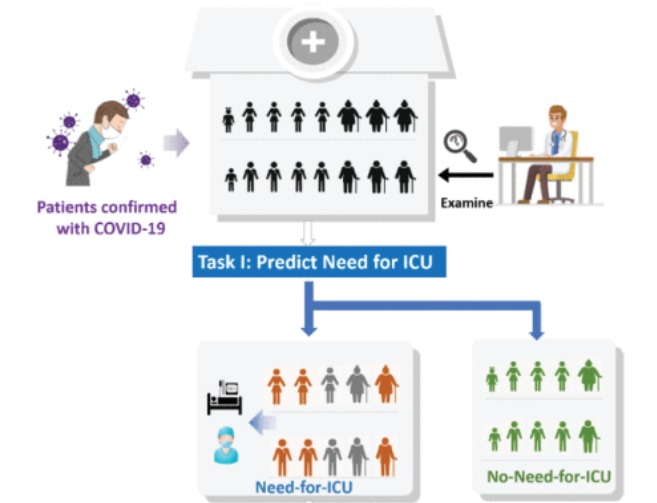 Patients confirmed
with COVID-19
Examine
Task I: Predict Need for ICU
Need-for-ICU
No-Need-for-ICU